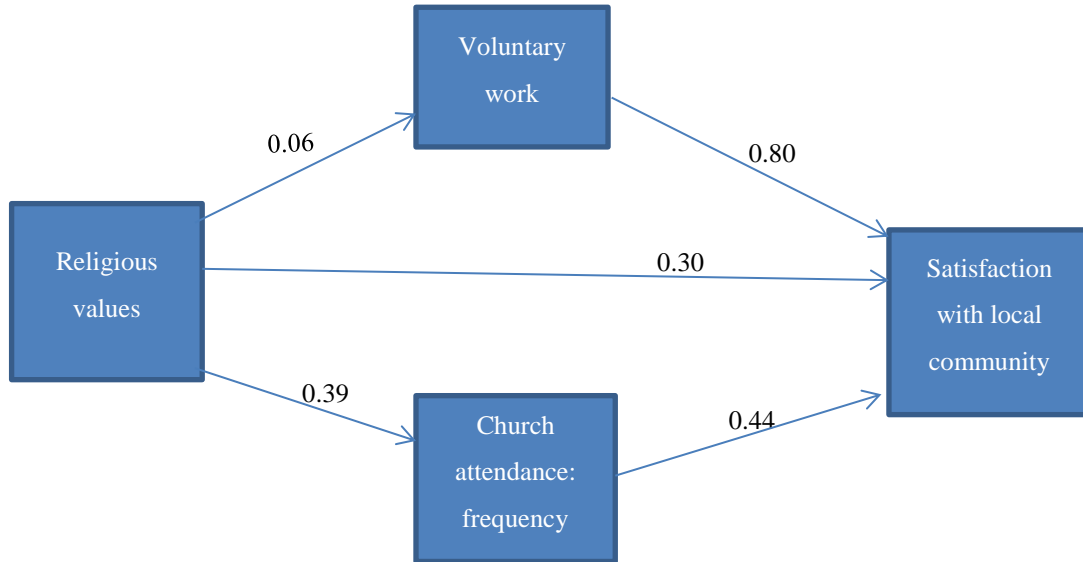 Voluntary
work
0.06
0.80
Religious
values
0.30
Satisfaction
with local
community
0.39
Church
attendance:
frequency
0.44